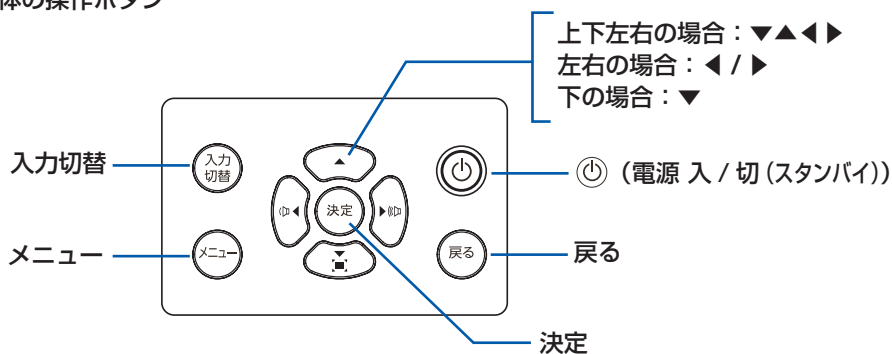 体の操作ボタン
上下左右の場合：▼▲◀▶
左右の場合：◀ / ▶
下の場合：▼
入力切替
入力
切替
（電源 入 / 切（スタンバイ））
決定
メニュー
メニュー
戻る
戻る
決定